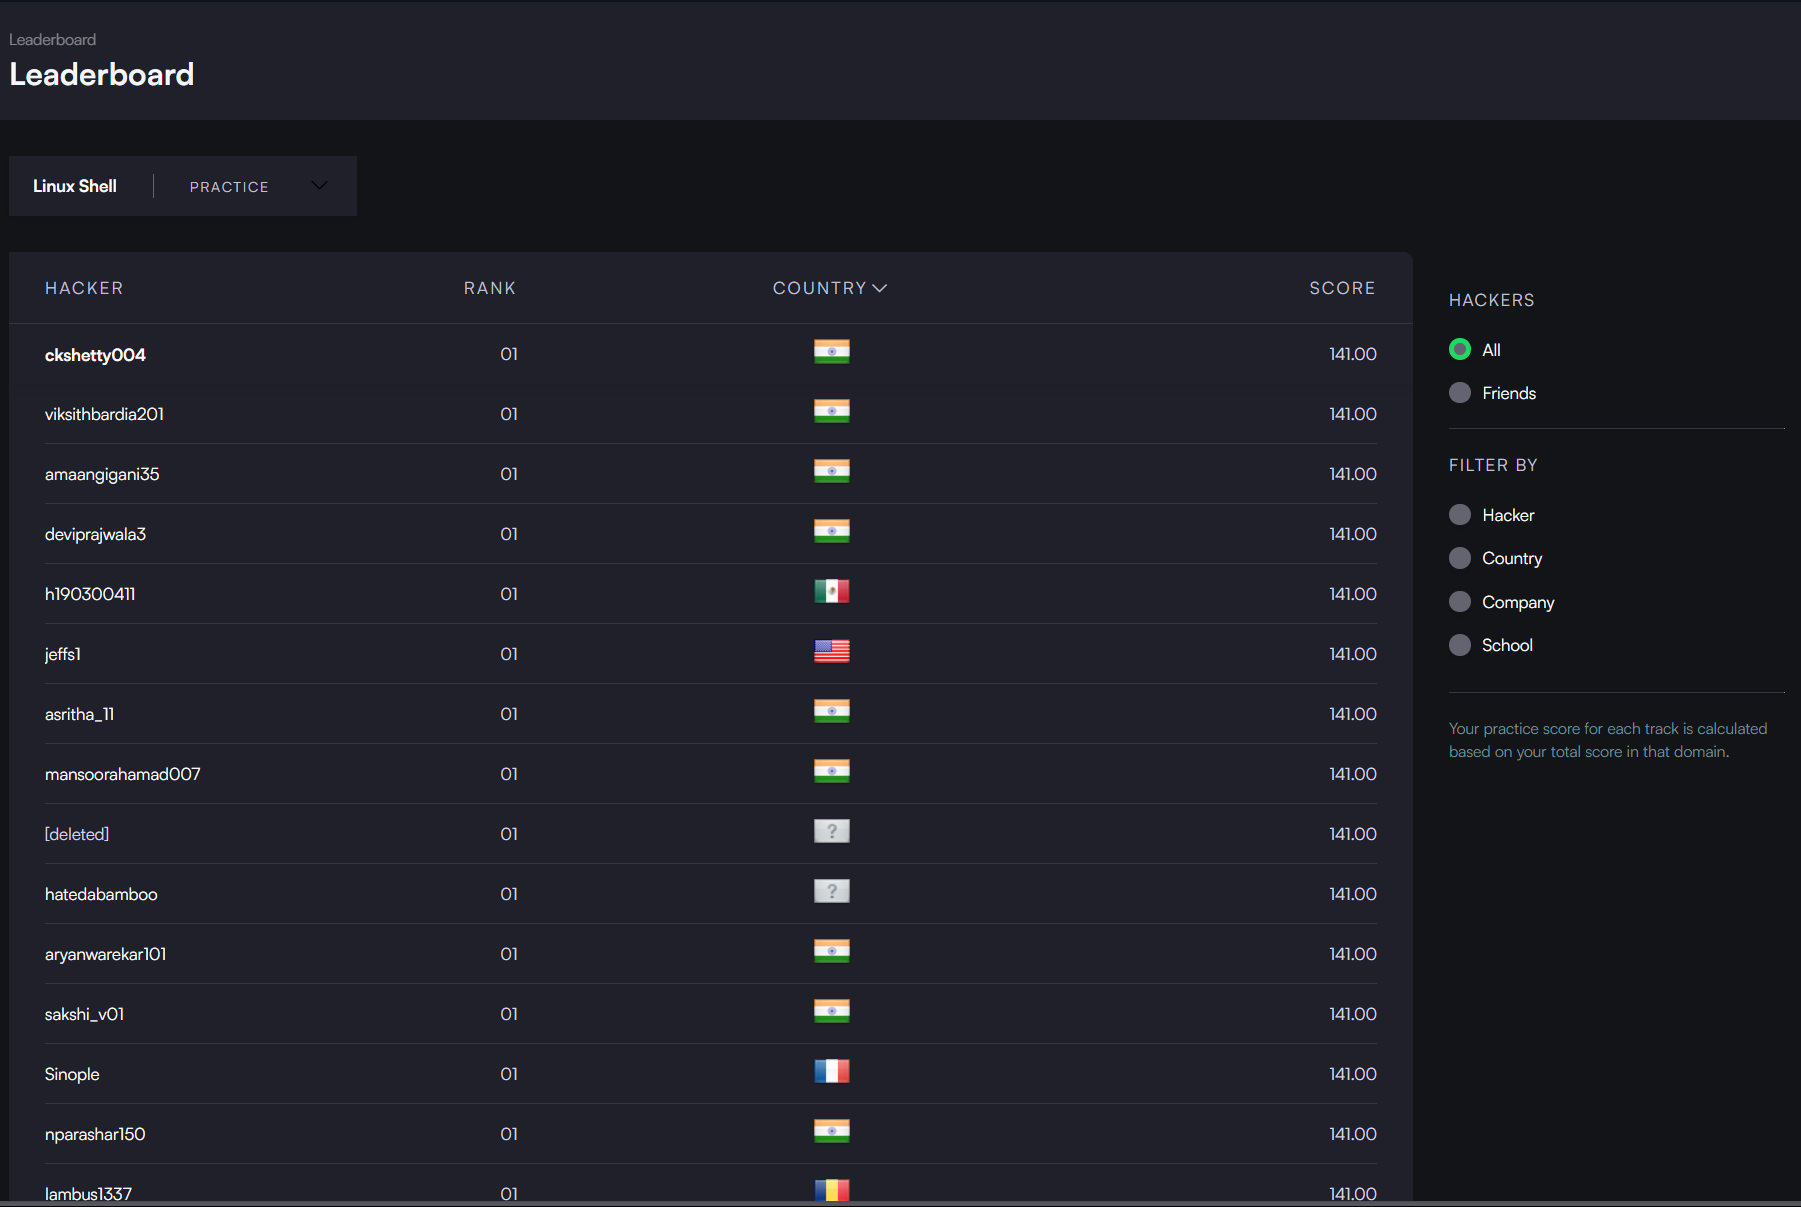 Leaderboard
Leaderboard
Linux Shell PRACTICE
HACKER RANK COUNTRY SCORE
ckshetty004 01 141.00
viksithbardia201 01 141.00
amaangigani35 01 141.00
deviprajwala3 01 141.00
h190300411 01 141.00
jeffs1 01 141.00
asritha_11 01 141.00
mansoorahamad007 01 141.00
[deleted] 01 ? 141.00
hatedabamboo 01 ? 141.00
aryanwarekar101 01 141.00
sakshi_v01 01 141.00
Sinople 01 141.00
nparashar150 01 141.00
lambus1337 01 141.00
HACKERS
All
Friends
FILTER BY
Hacker
Country
Company
School
Your practice score for each track is calculated
based on your total score in that domain.